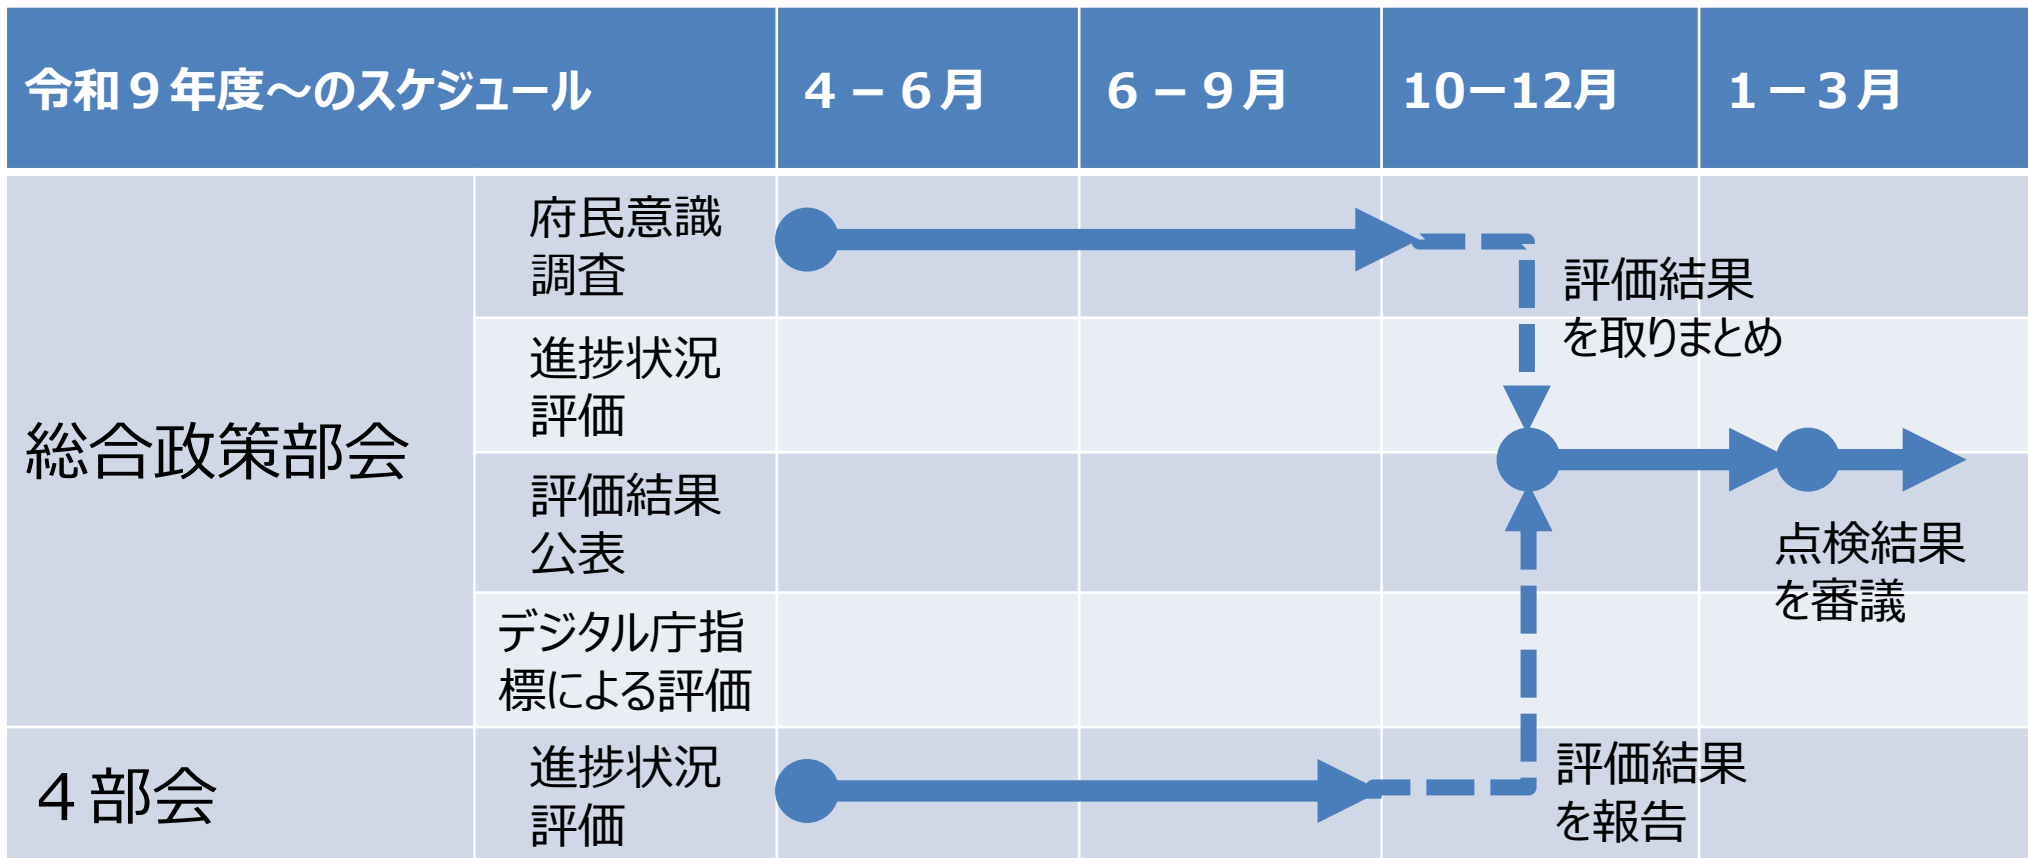 令和９年度～のスケジュール
４－６月
６－９月
10ー12月
１－３月
総合政策部会
府民意識
調査
進捗状況
評価
評価結果
公表
デジタル庁指
標による評価
評価結果
を取りまとめ
点検結果
を審議
４部会
進捗状況
評価
評価結果
を報告